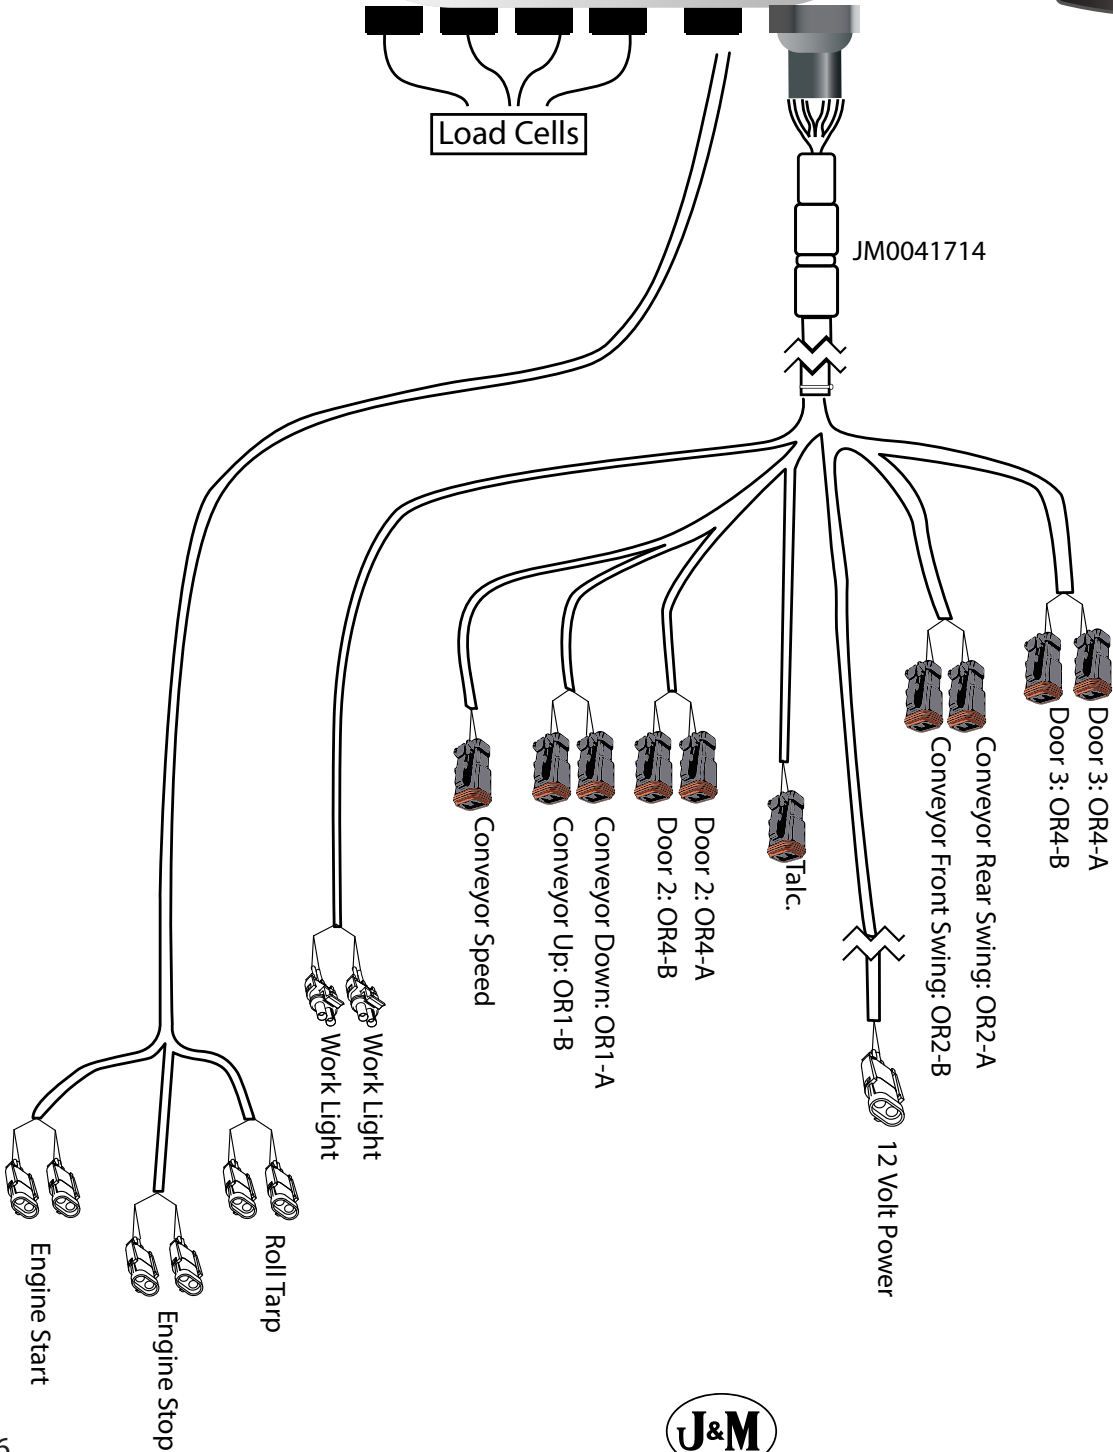 Load Cells
JM0041714
Door 3: OR4-A
Door 3: OR4-B
Conveyor Rear Swing: OR2-A
Conveyor Front Swing: OR2-B
Talc.
Door 2: OR4-A
Door 2: OR4-B
Conveyor Down: OR1-A
Conveyor Up: OR1-B
Conveyor Speed
Work Light
Work Light
12 Volt Power
Roll Tarp
Engine Stop
Engine Start
J&M